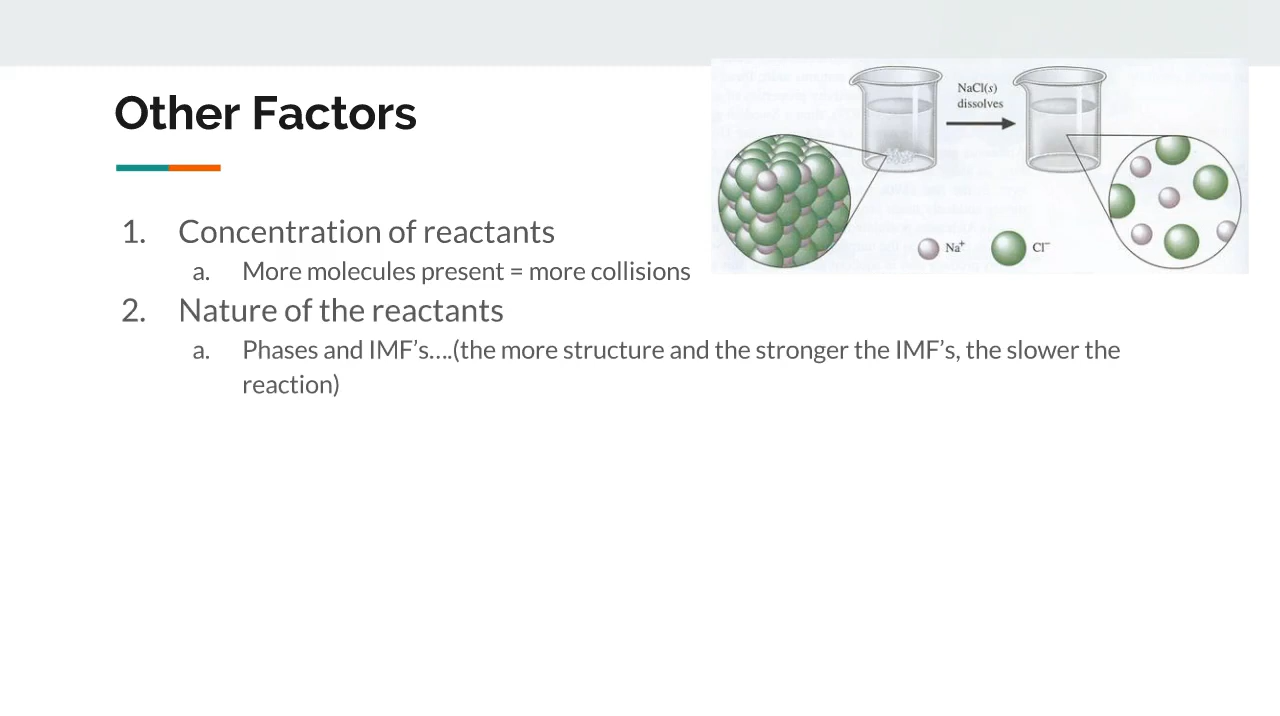 Other Factors
NaCl(s)
dissolves
Na⁺
Cl⁻
1. Concentration of reactants
a. More molecules present = more collisions
2. Nature of the reactants
a. Phases and IMF’s....(the more structure and the stronger the IMF’s, the slower the
reaction)